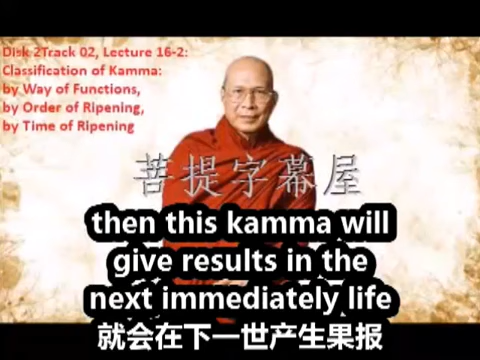 Disk 2Track 02, Lecture 16-2:
Classification of Kamma:
by Way of Functions,
by Order of Ripening,
by Time of Ripening
菩提字幕屋
then this kamma will
give results in the
next immediately life
就会在下一世产生果报